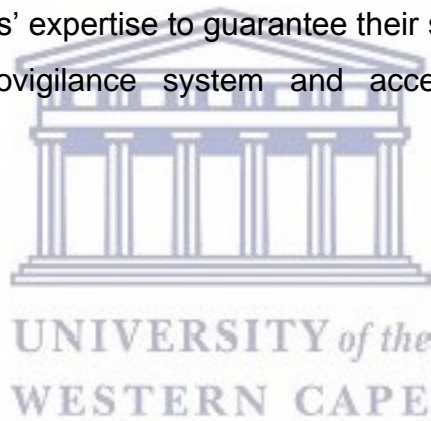 s’ expertise to guarantee their s
ovigilance system and acce
UNIVERSITY of the
WESTERN CAPE